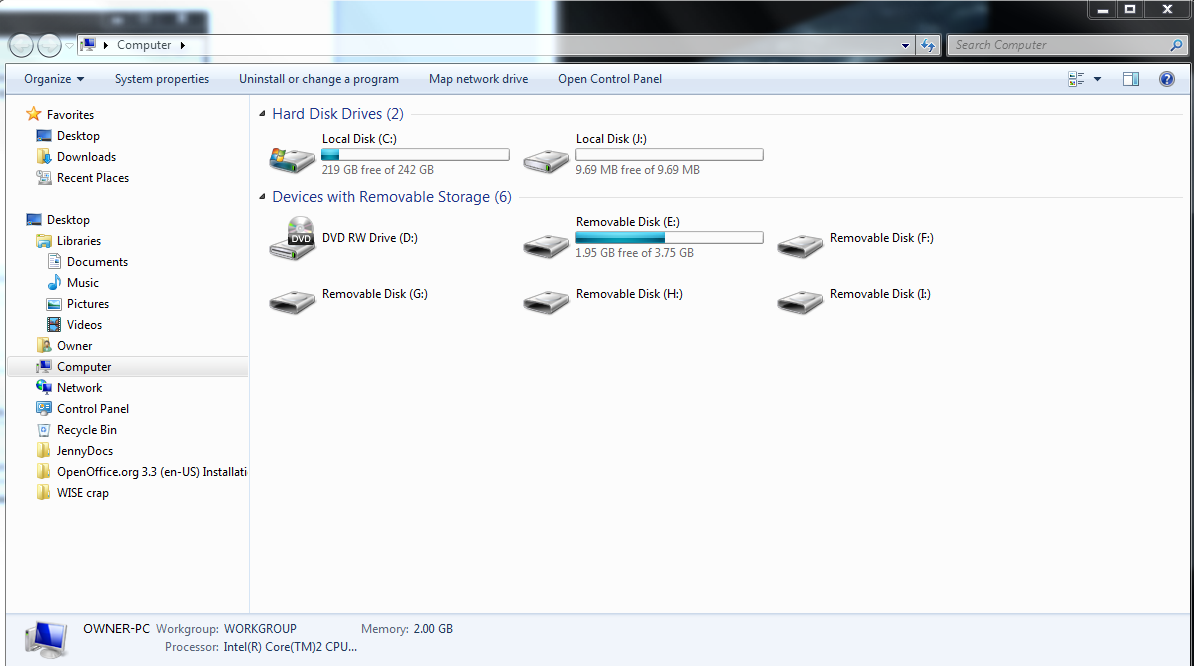 Computer
Search Computer
Organize System properties Uninstall or change a program Map network drive Open Control Panel
Favorites
Desktop
Downloads
Recent Places
Desktop
Libraries
Documents
Music
Pictures
Videos
Owner
Computer
Network
Control Panel
Recycle Bin
JennyDocs
OpenOffice.org 3.3 (en-US) Installati
WISE crap
Hard Disk Drives (2)
Local Disk (C:)
219 GB free of 242 GB
Local Disk (J:)
9.69 MB free of 9.69 MB
Devices with Removable Storage (6)
DVD
DVD RW Drive (D:)
Removable Disk (E:)
1.95 GB free of 3.75 GB
Removable Disk (F:)
Removable Disk (G:)
Removable Disk (H:)
Removable Disk (I:)
OWNER-PC Workgroup: WORKGROUP Memory: 2.00 GB
Processor: Intel(R) Core(TM)2 CPU...